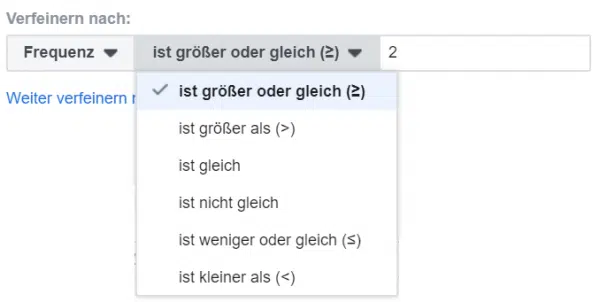 Verfeinern nach:
Frequenz ist größer oder gleich (≥) 2
Weiter verfeinern
ist größer oder gleich (≥)
ist größer als (>)
ist gleich
ist nicht gleich
ist weniger oder gleich (≤)
ist kleiner als (<)